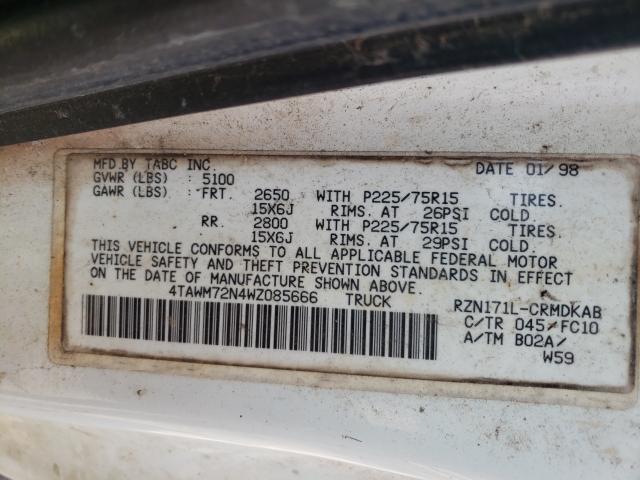 MFD.BY TABC INC. DATE 01/98
GVWR (LBS) : 5100
GAWR (LBS) : FRT. 2650 WITH P225/75R15 TIRES.
15X6J RIMS. AT 26PSI COLD.
RR. 2800 WITH P225/75R15 TIRES.
15X6J RIMS. AT 29PSI COLD.
THIS VEHICLE CONFORMS TO ALL APPLICABLE FEDERAL MOTOR
VEHICLE SAFETY AND THEFT PREVENTION STANDARDS IN EFFECT
ON THE DATE OF MANUFACTURE SHOWN ABOVE.
4TAWM72N4WZ085666 TRUCK RZN171L-CRMDKAB
C/TR 045/FC10
A/TM B02A/
W59